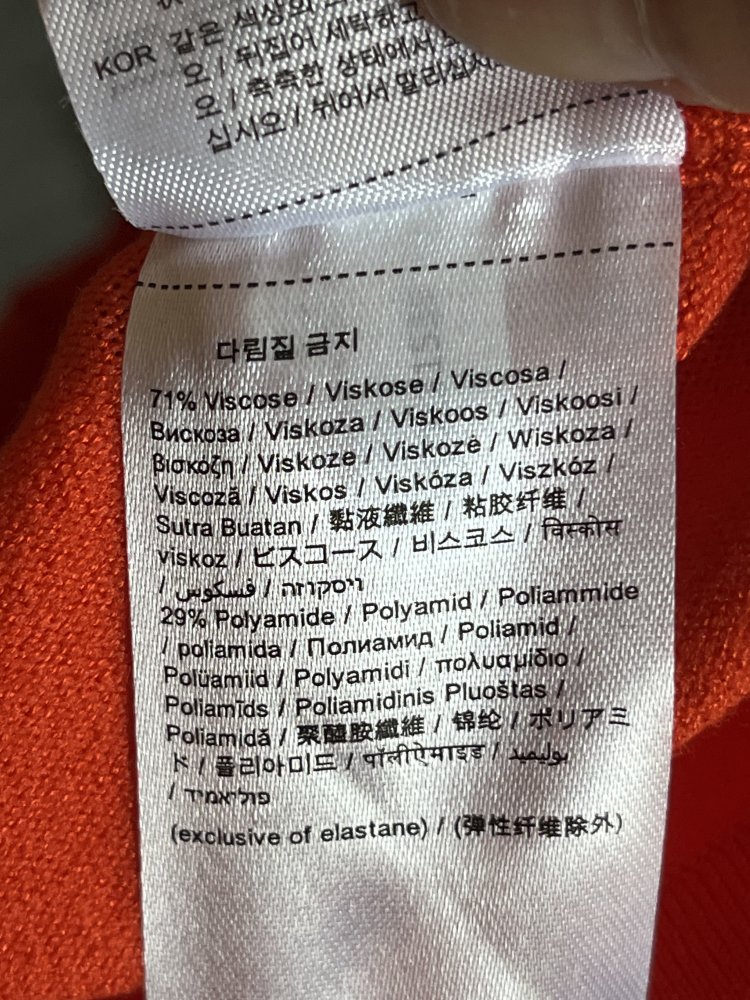 KOR 같은 색상의
오 / 뒤집어 세탁하고
오 / 축축한 상태에서
십시오 / 뉘어서 말리십시
다림질 금지
71% Viscose / Viskose / Viscosa /
Вискоза / Viskoza / Viskoos / Viskoosi /
βισκόζη / Viskoze / Viskozė / Wiskoza /
Viscoză / Viskos / Viskóza / Viszkóz /
Sutra Buatan / 黏液纖維 / 粘胶纤维 /
viskoz / ビスコース / 비스코스 / विस्कोस
/ فسكوس / ויסקוזה
29% Polyamide / Polyamid / Poliammide
/ poliamida / Полиамид / Poliamid /
Polüamiid / Polyamidi / πολυαμίδιο /
Poliamīds / Poliamidinis Pluoštas /
Poliamidă / 聚醯胺纖維 / 锦纶 / ポリアミ
ド / 폴리아미드 / पॉलीऐमाइड / بوليميد
/ פוליאמיד
(exclusive of elastane) / (弹性纤维除外)